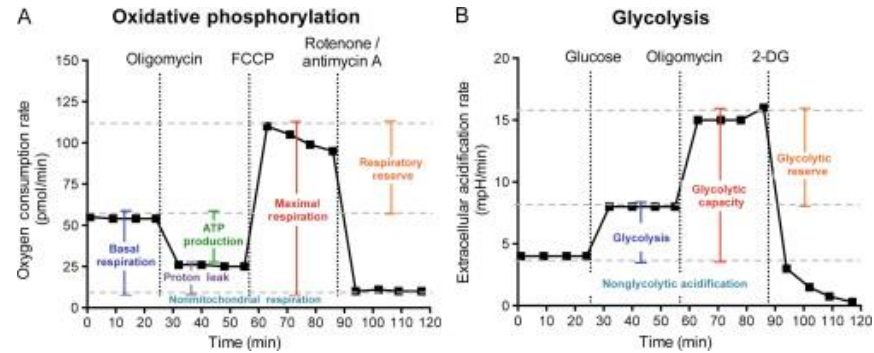 A
Oxidative phosphorylation
Oligomycin
FCCP
Rotenone /
antimycin A
Oxygen consumption rate
(pmol/min)
150
125
100
75
50
25
0
Basal
respiration
ATP
production
Proton leak
Nonmitochondrial respiration
Maximal
respiration
Respiratory
reserve
0 10 20 30 40 50 60 70 80 90 100 110 120
Time (min)
B
Glycolysis
Glucose
Oligomycin
2-DG
Extracellular acidification rate
(mpH/min)
20
15
10
5
0
Glycolysis
Glycolytic
capacity
Glycolytic
reserve
Nonglycolytic acidification
0 10 20 30 40 50 60 70 80 90 100 110 120
Time (min)